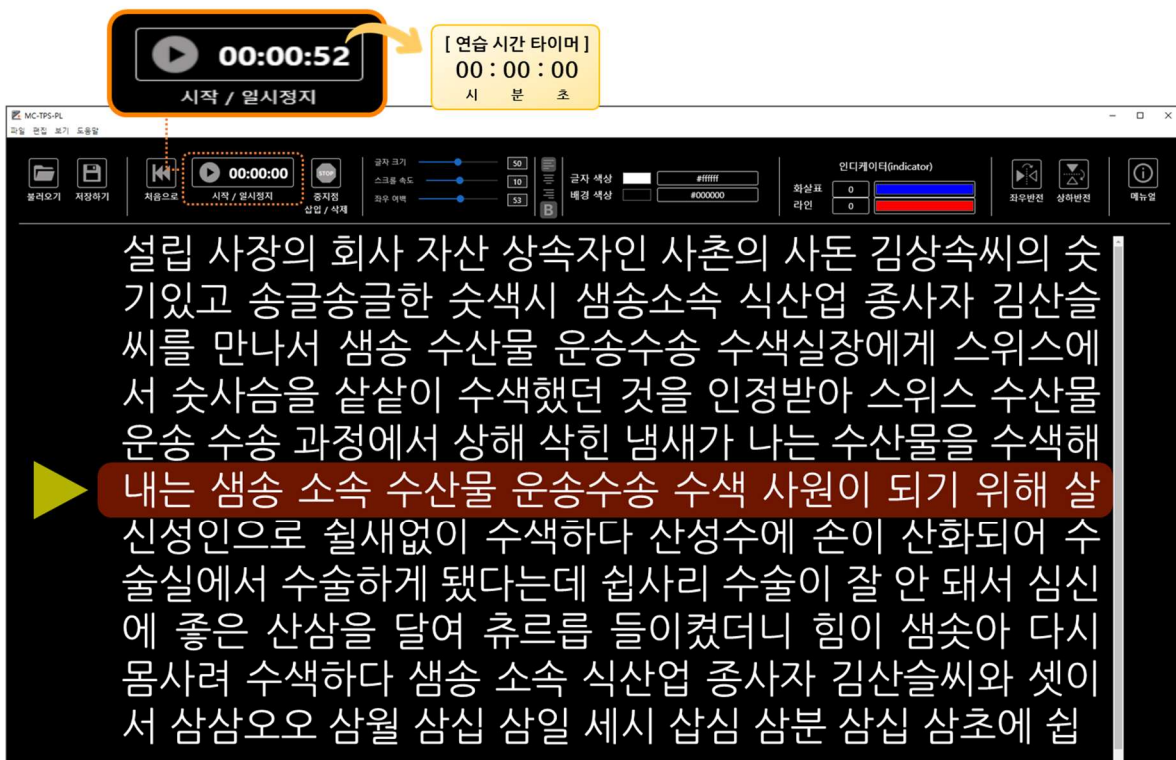 00:00:52
시작 / 일시정지
[ 연습 시간 타이머 ]
00 : 00 : 00
시 분 초
MC-TPS-PL
파일 편집 보기 도움말
불러오기
저장하기
처음으로
00:00:00
시작 / 일시정지
STOP
중지점
삽입 / 삭제
글자 크기 50
스크롤 속도 10
좌우 여백 53
B
글자 색상 #ffffff
배경 색상 #000000
인디케이터(indicator)
화살표 0
라인 0
좌우반전
상하반전
메뉴얼
설립 사장의 회사 자산 상속자인 사촌의 사돈 김상속씨의 숫
기있고 송글송글한 숫색시 샘송소속 식산업 종사자 김산슬
씨를 만나서 샘송 수산물 운송수송 수색실장에게 스위스에
서 숫사슴을 샅샅이 수색했던 것을 인정받아 스위스 수산물
운송 수송 과정에서 상해 삭힌 냄새가 나는 수산물을 수색해
내는 샘송 소속 수산물 운송수송 수색 사원이 되기 위해 살
신성인으로 쉴새없이 수색하다 산성수에 손이 산화되어 수
술실에서 수술하게 됐다는데 쉽사리 수술이 잘 안 돼서 심신
에 좋은 산삼을 달여 츄르릅 들이켰더니 힘이 샘솟아 다시
몸사려 수색하다 샘송 소속 식산업 종사자 김산슬씨와 셋이
서 삼삼오오 삼월 삼십 삼일 세시 삽심 삼분 삼십 삼초에 쉽